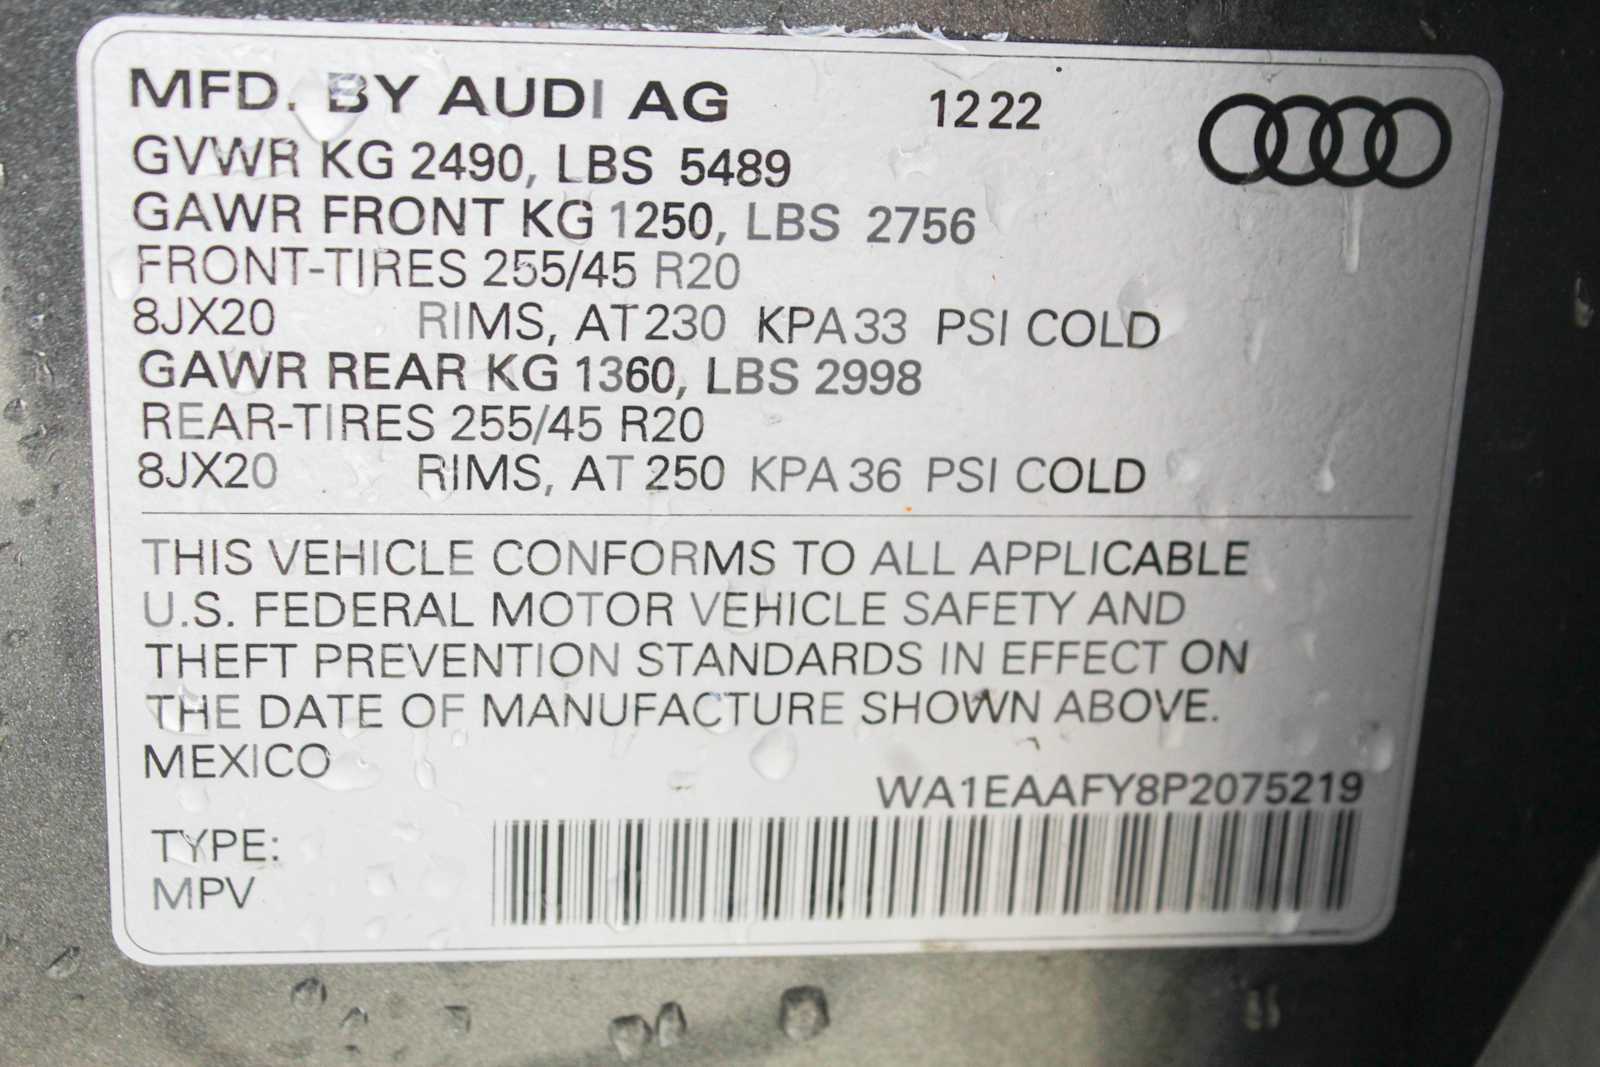 MFD. BY AUDI AG 1222
GVWR KG 2490, LBS 5489
GAWR FRONT KG 1250, LBS 2756
FRONT-TIRES 255/45 R20
8JX20 RIMS, AT 230 KPA 33 PSI COLD
GAWR REAR KG 1360, LBS 2998
REAR-TIRES 255/45 R20
8JX20 RIMS, AT 250 KPA 36 PSI COLD
THIS VEHICLE CONFORMS TO ALL APPLICABLE
U.S. FEDERAL MOTOR VEHICLE SAFETY AND
THEFT PREVENTION STANDARDS IN EFFECT ON
THE DATE OF MANUFACTURE SHOWN ABOVE.
MEXICO
WA1EAAFY8P2075219
TYPE:
MPV